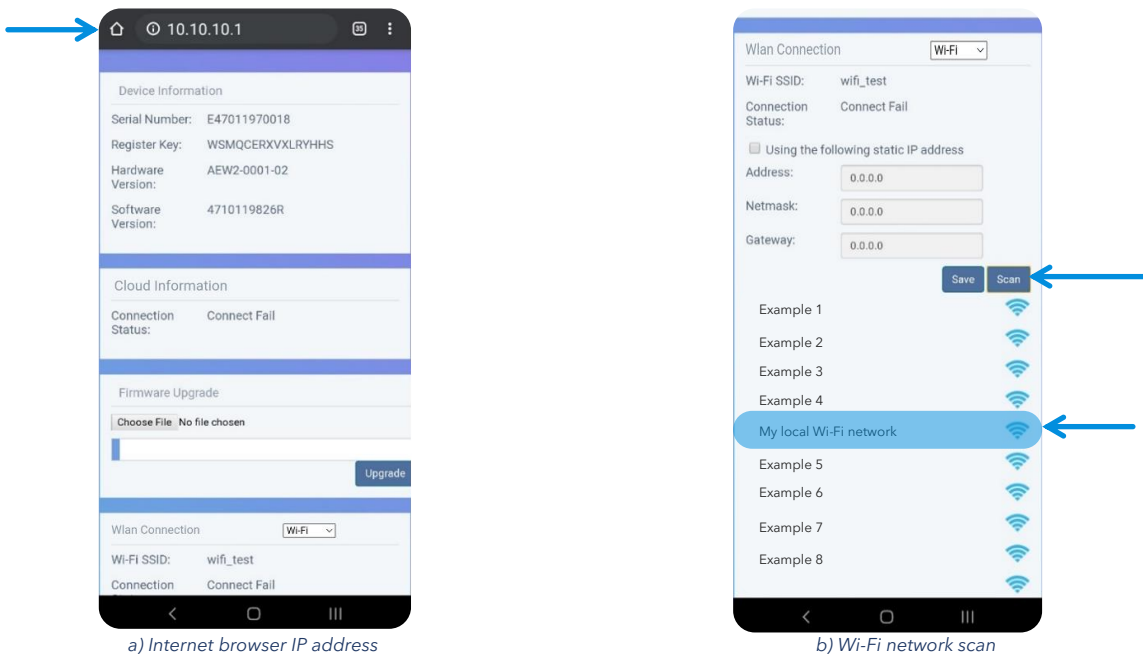 10.10.10.1
35
Device Information
Serial Number: E47011970018
Register Key: WSMQCERXVXLRYHHS
Hardware Version: AEW2-0001-02
Software Version: 4710119826R
Cloud Information
Connection Status: Connect Fail
Firmware Upgrade
Choose File No file chosen
Upgrade
Wlan Connection Wi-Fi
Wi-Fi SSID: wifi_test
Connection Connect Fail
a) Internet browser IP address
Wlan Connection Wi-Fi
Wi-Fi SSID: wifi_test
Connection Status: Connect Fail
Using the following static IP address
Address: 0.0.0.0
Netmask: 0.0.0.0
Gateway: 0.0.0.0
Save Scan
Example 1
Example 2
Example 3
Example 4
My local Wi-Fi network
Example 5
Example 6
Example 7
Example 8
b) Wi-Fi network scan